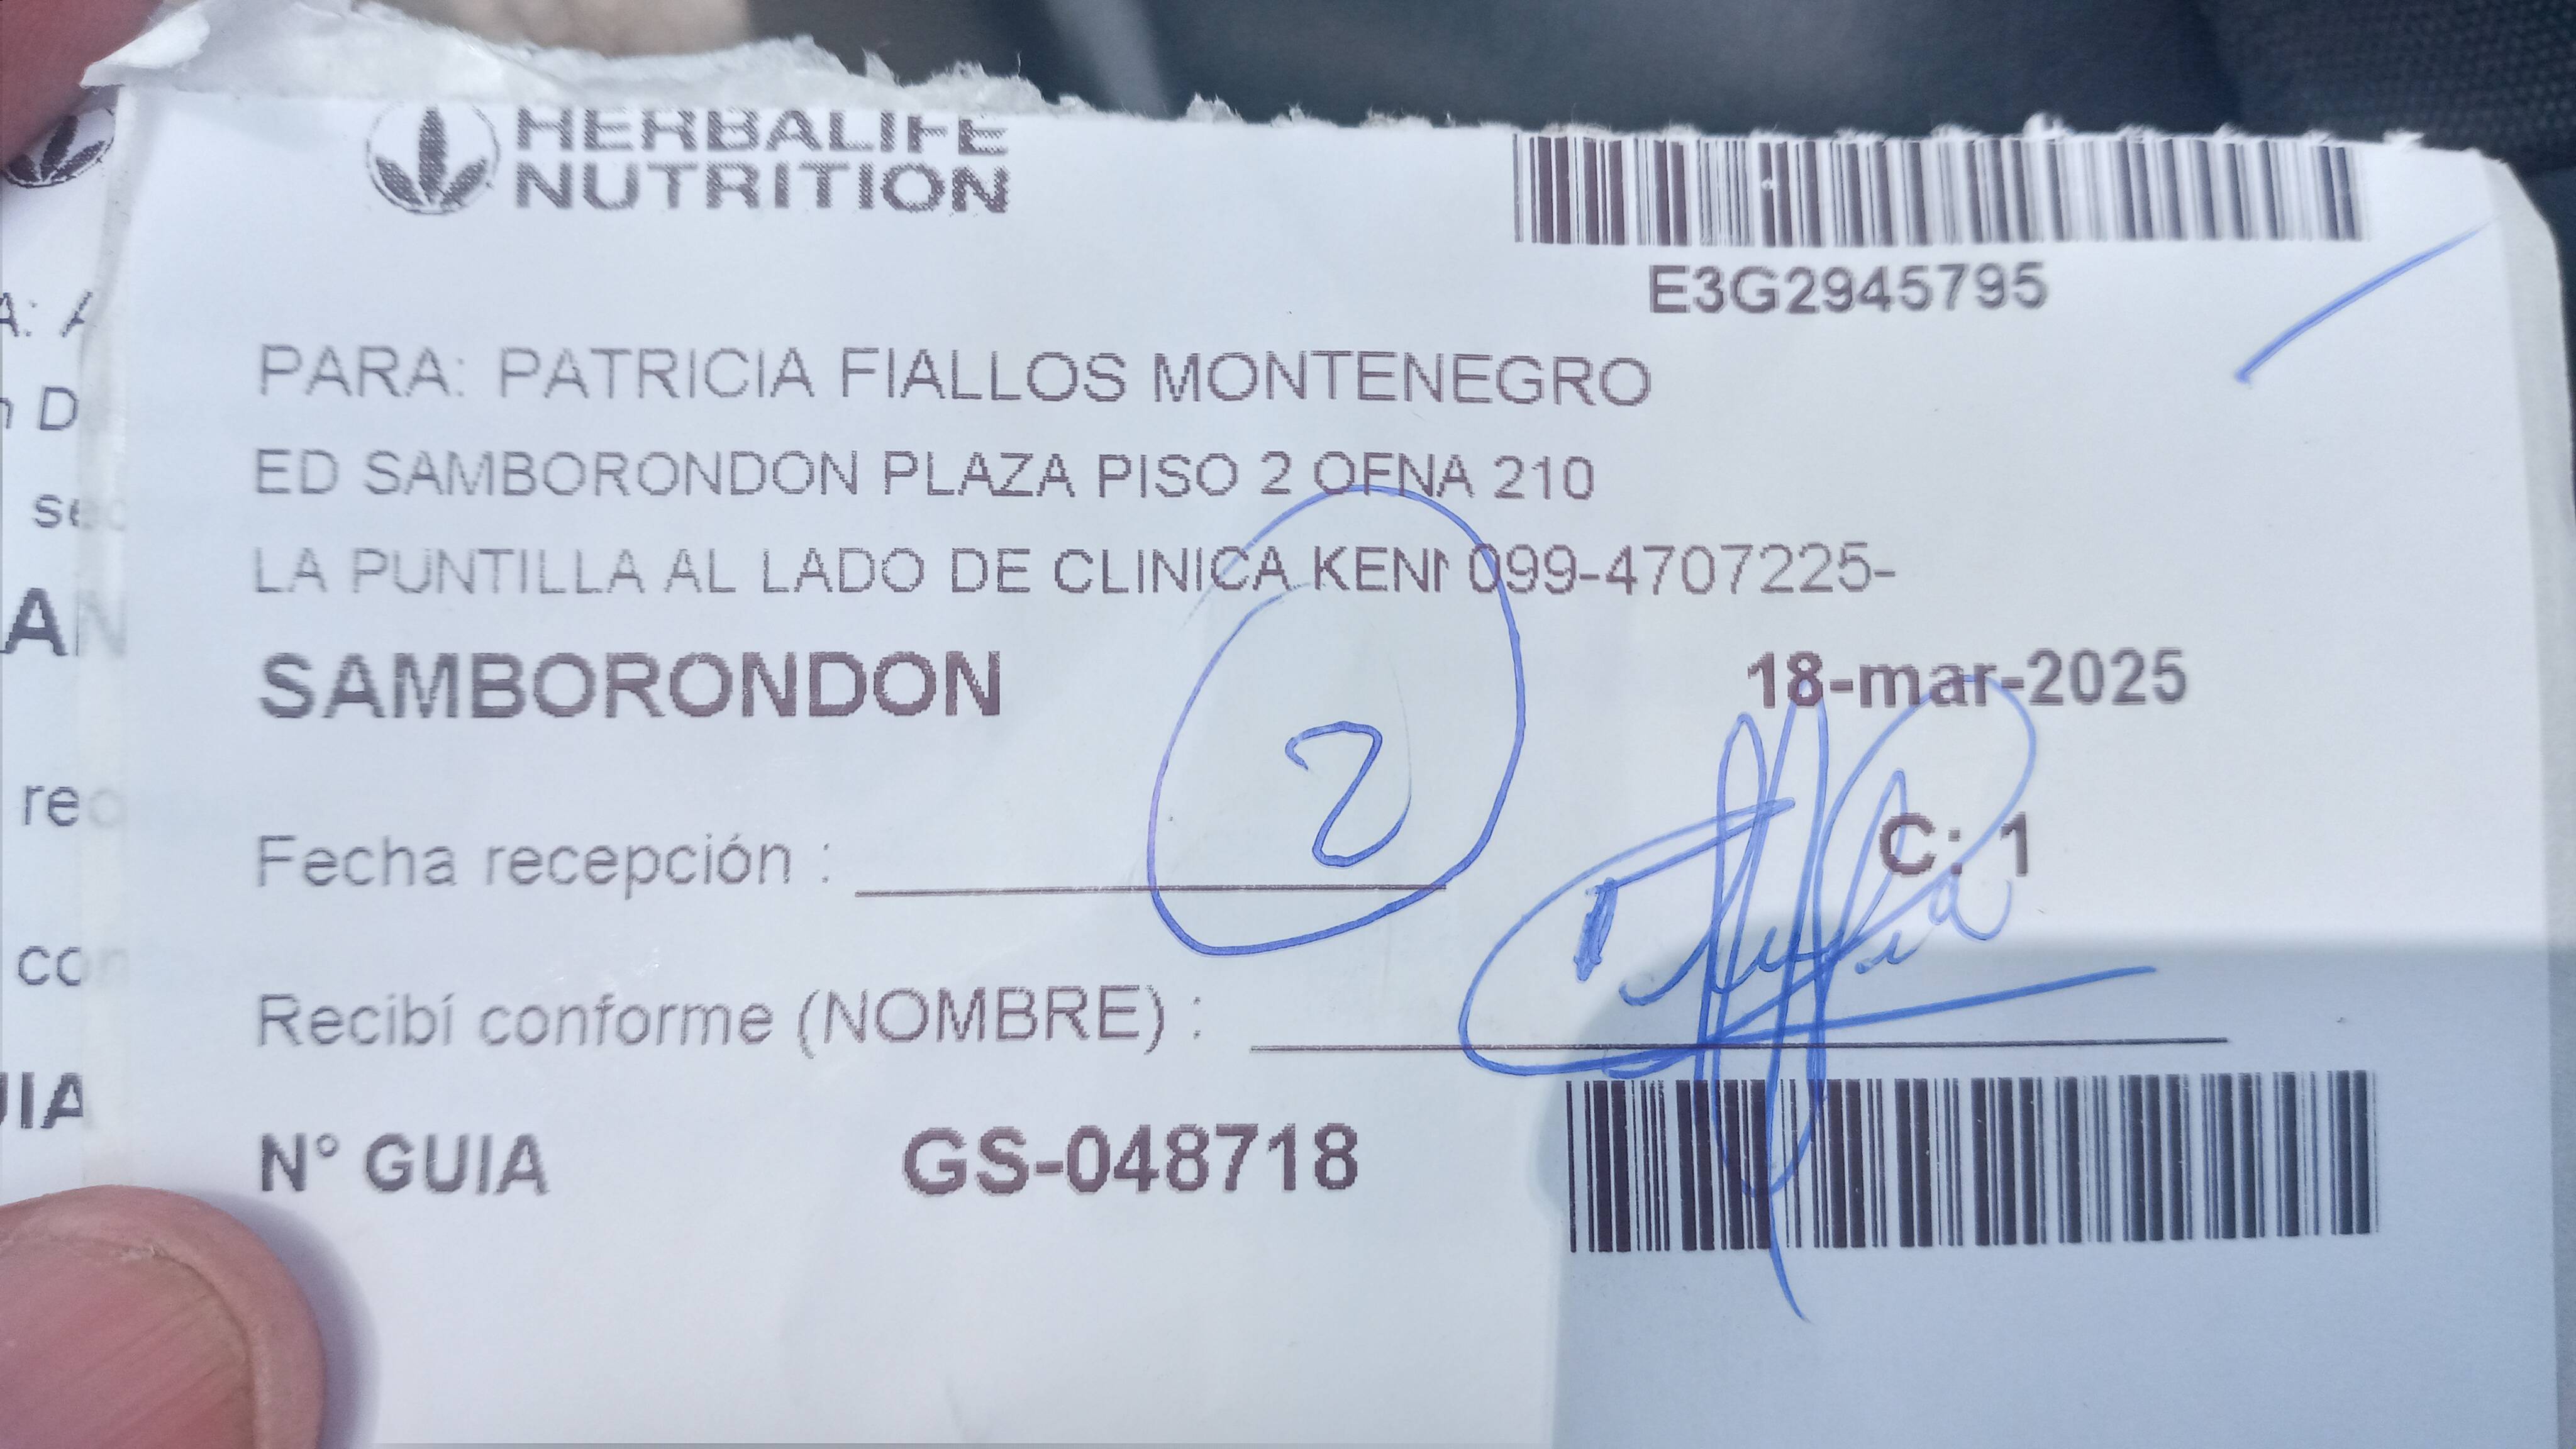 HERBALIFE
NUTRITION
E3G2945795
PARA: PATRICIA FIALLOS MONTENEGRO
ED SAMBORONDON PLAZA PISO 2 OFNA 210
LA PUNTILLA AL LADO DE CLINICA KENN 099-4707225-
SAMBORONDON
18-mar-2025
2
C: 1
Fecha recepción :
Recibí conforme (NOMBRE) :
N° GUIA GS-048718